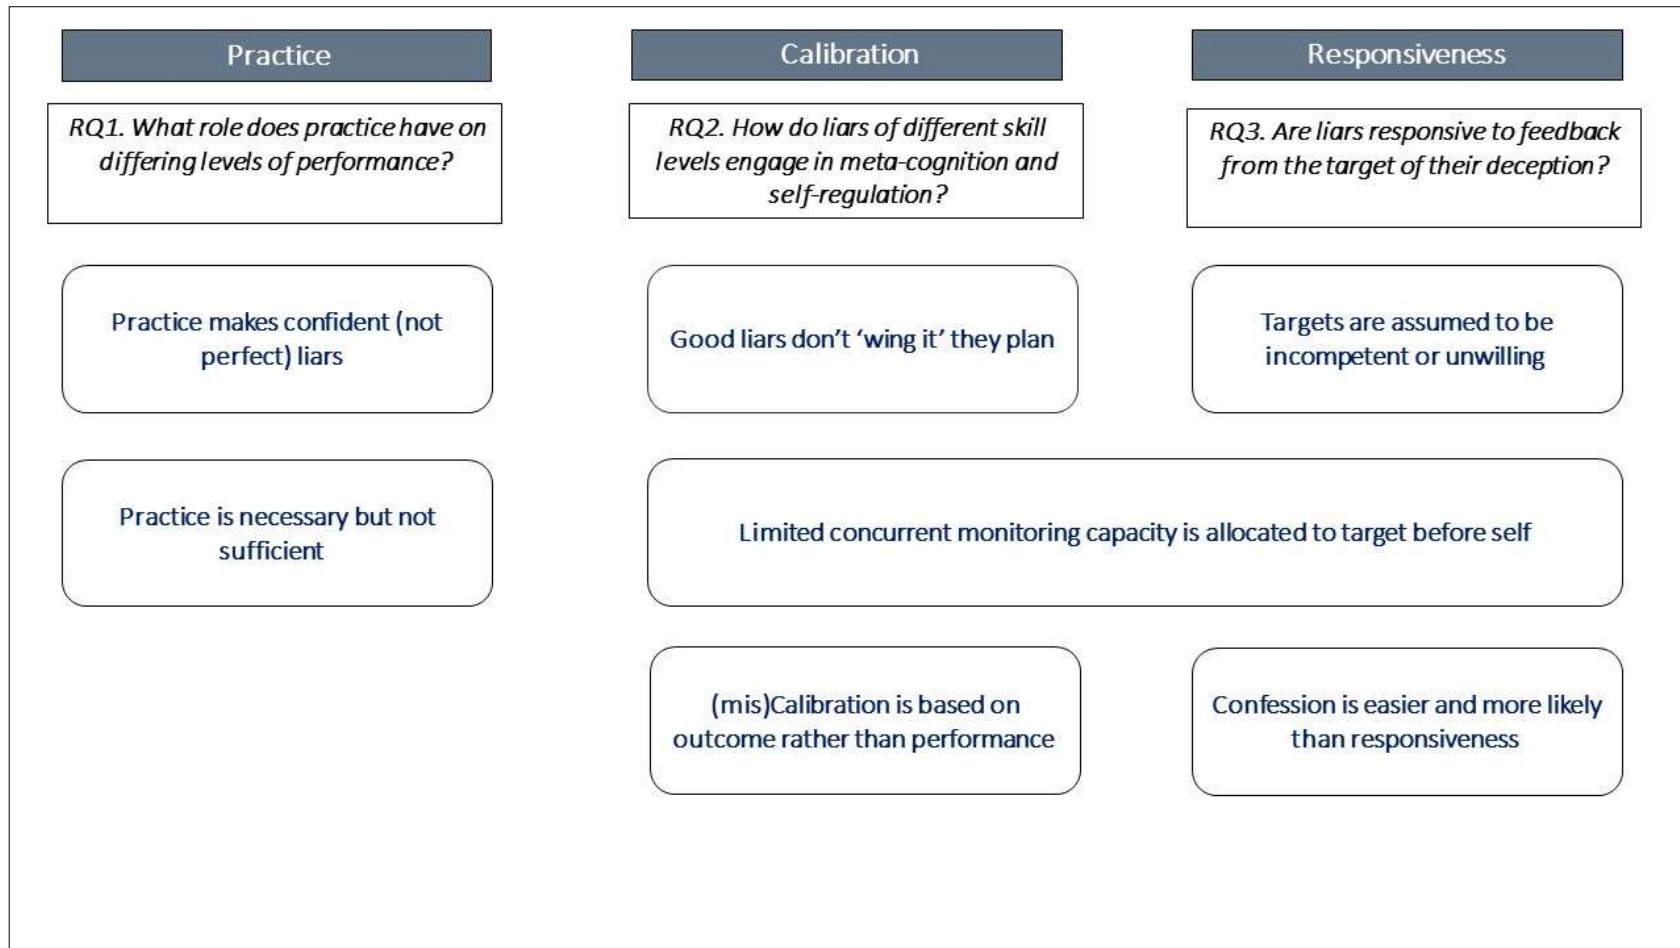 Practice
RQ1. What role does practice have on
differing levels of performance?
Practice makes confident (not
perfect) liars
Practice is necessary but not
sufficient
Calibration
RQ2. How do liars of different skill
levels engage in meta-cognition and
self-regulation?
Good liars don’t ‘wing it’ they plan
Limited concurrent monitoring capacity is allocated to target before self
(mis)Calibration is based on
outcome rather than performance
Responsiveness
RQ3. Are liars responsive to feedback
from the target of their deception?
Targets are assumed to be
incompetent or unwilling
Confession is easier and more likely
than responsiveness